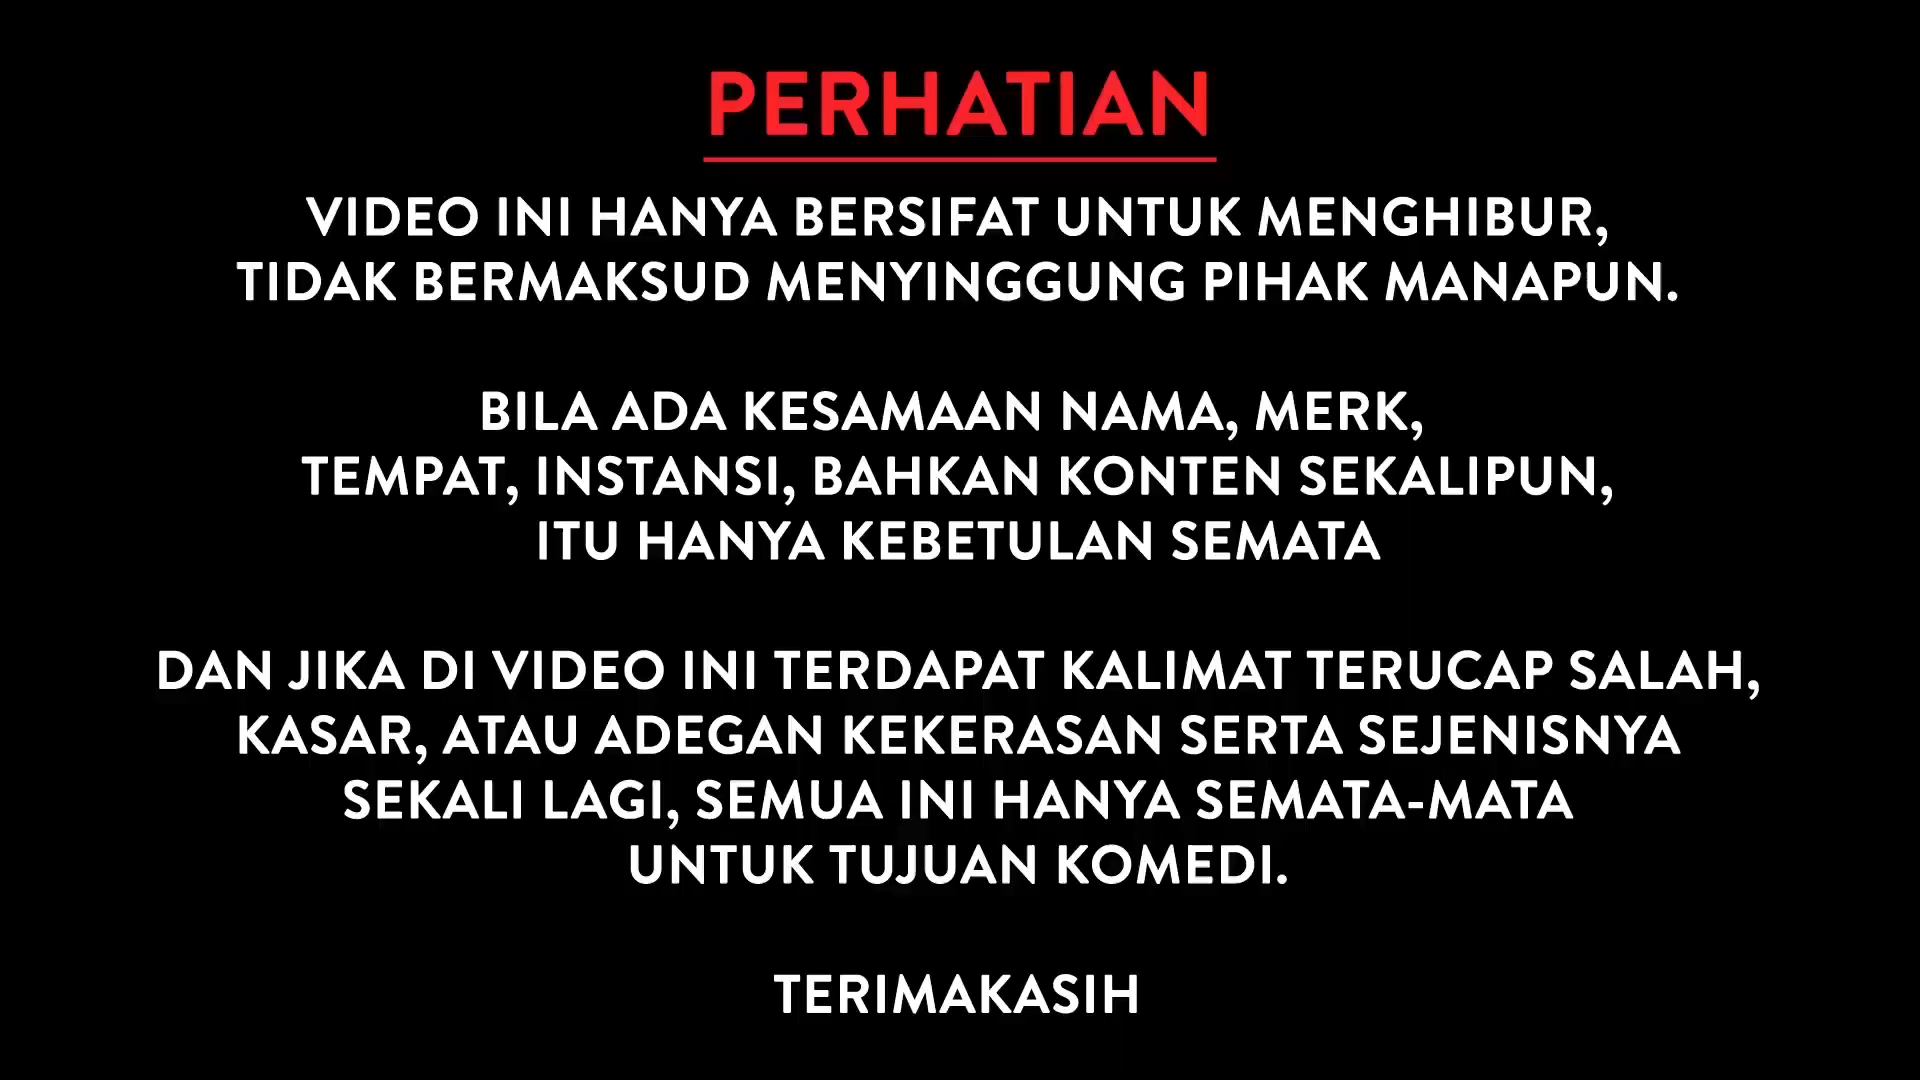 PERHATIAN
VIDEO INI HANYA BERSIFAT UNTUK MENGHIBUR,
TIDAK BERMAKSUD MENYINGGUNG PIHAK MANAPUN.
BILA ADA KESAMAAN NAMA, MERK,
TEMPAT, INSTANSI, BAHKAN KONTEN SEKALIPUN,
ITU HANYA KEBETULAN SEMATA
DAN JIKA DI VIDEO INI TERDAPAT KALIMAT TERUCAP SALAH,
KASAR, ATAU ADEGAN KEKERASAN SERTA SEJENISNYA
SEKALI LAGI, SEMUA INI HANYA SEMATA-MATA
UNTUK TUJUAN KOMEDI.
TERIMAKASIH